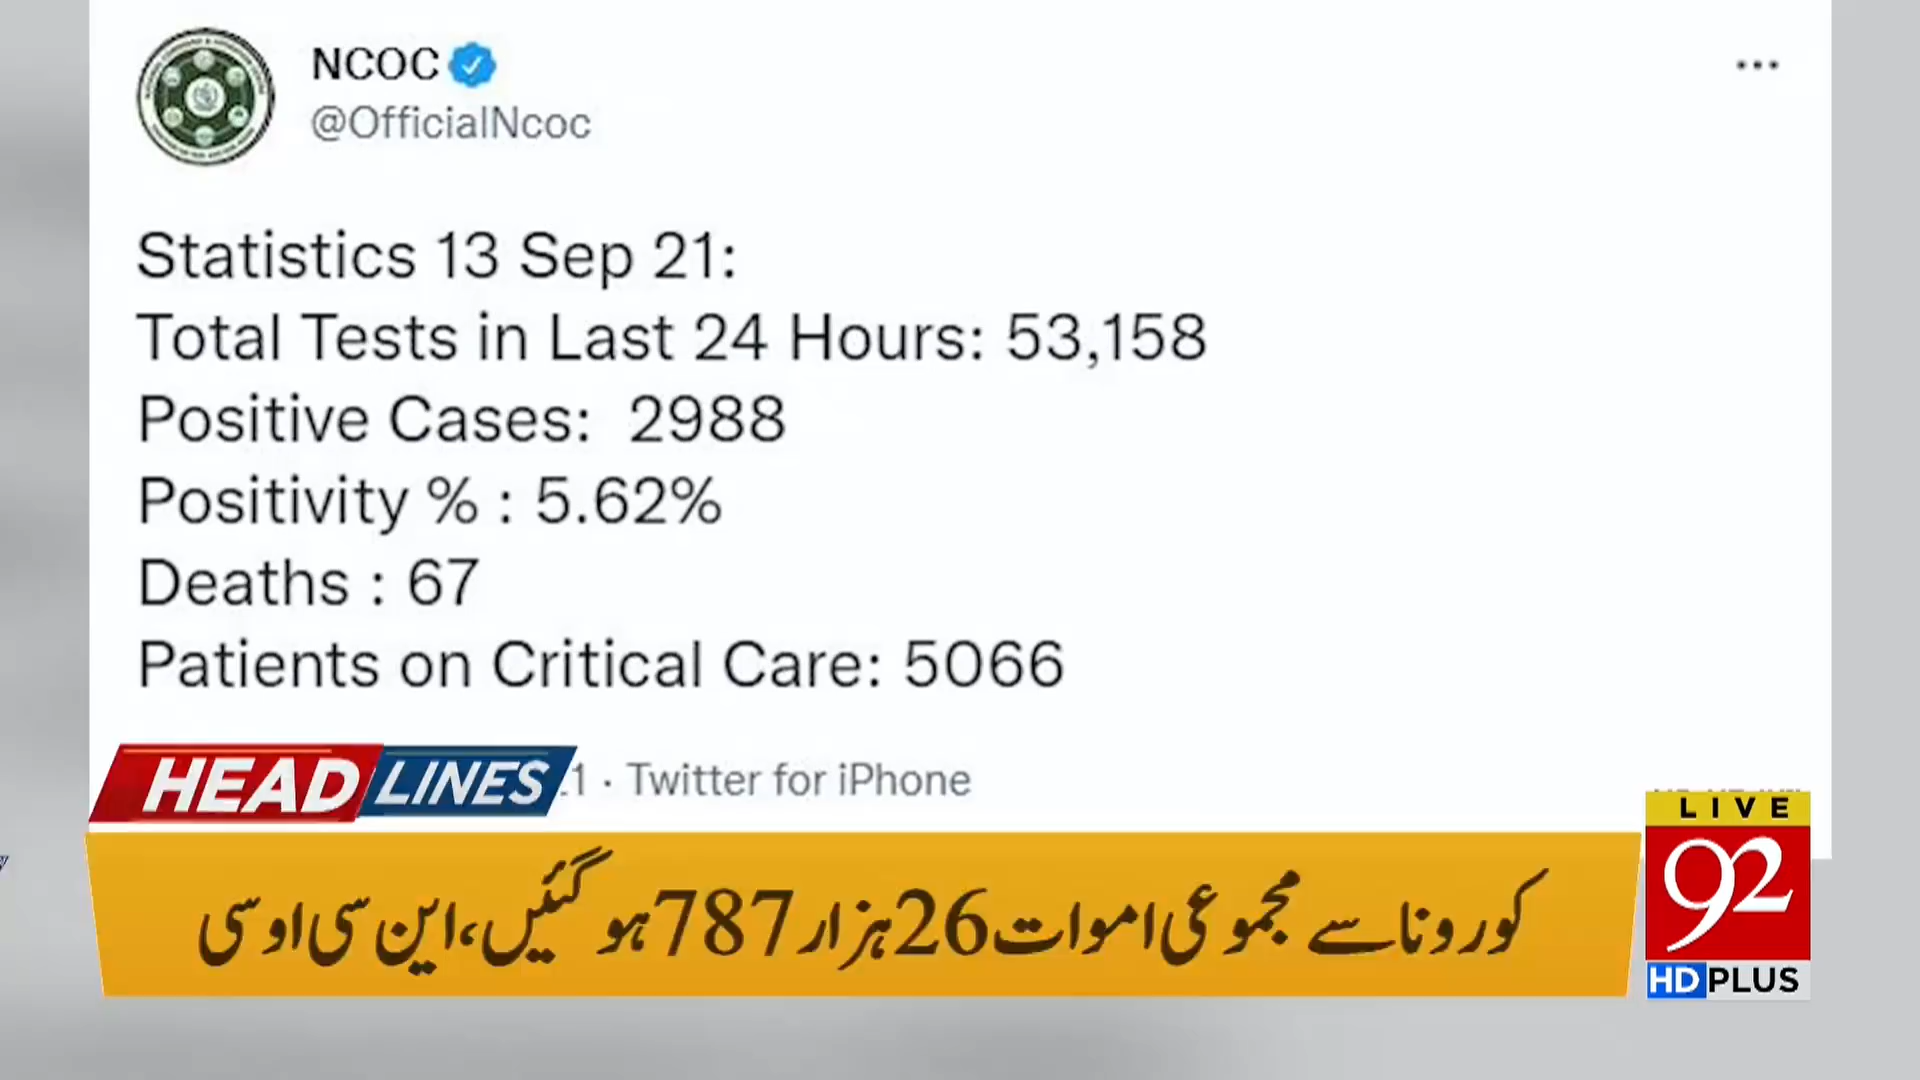 NCOC
@OfficialNcoc
Statistics 13 Sep 21:
Total Tests in Last 24 Hours: 53,158
Positive Cases: 2988
Positivity % : 5.62%
Deaths : 67
Patients on Critical Care: 5066
HEADLINES
1 · Twitter for iPhone
کورونا سے مجموعی اموات 26 ہزار 787 ہو گئیں، این سی او سی
LIVE
92
HD PLUS